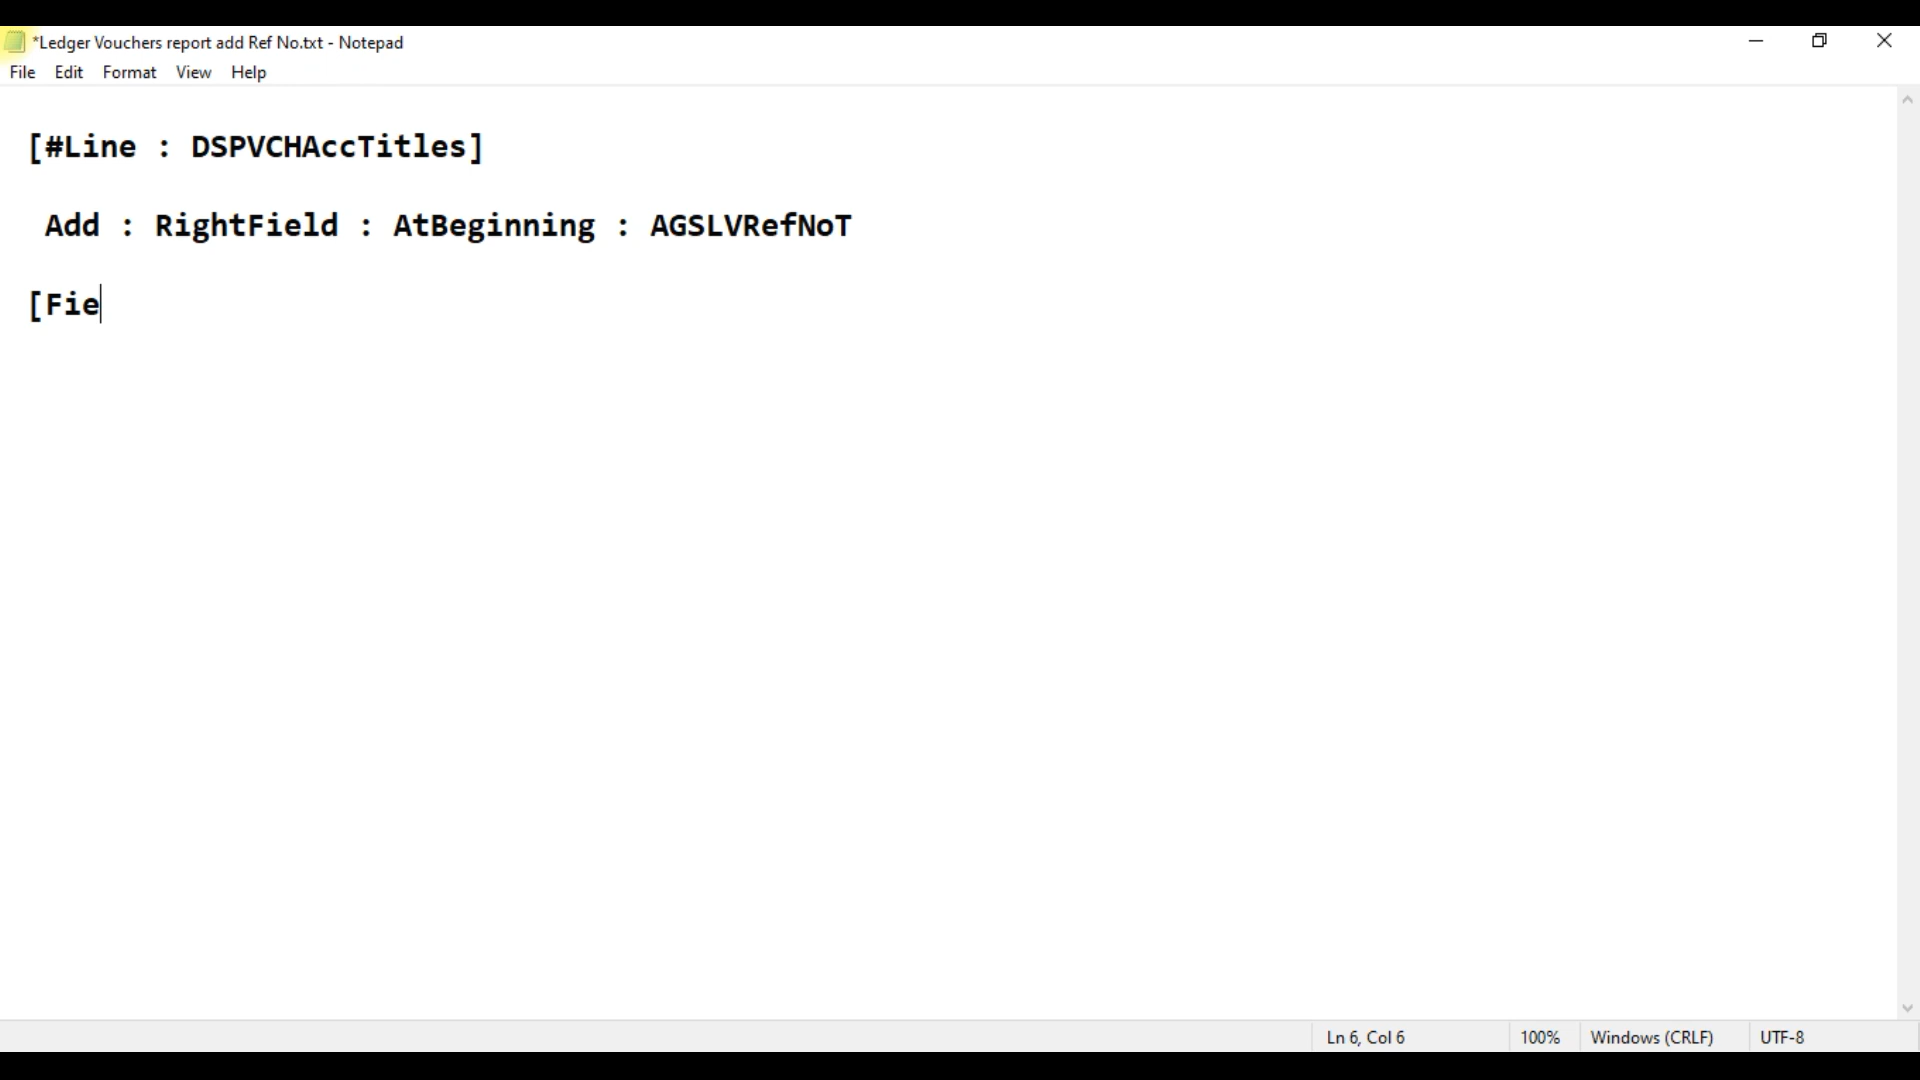 *Ledger Vouchers report add Ref No.txt - Notepad
File Edit Format View Help
[#Line : DSPVCHAccTitles]
Add : RightField : AtBeginning : AGSLVRefNoT
[Fie
Ln 6, Col 6 100% Windows (CRLF) UTF-8